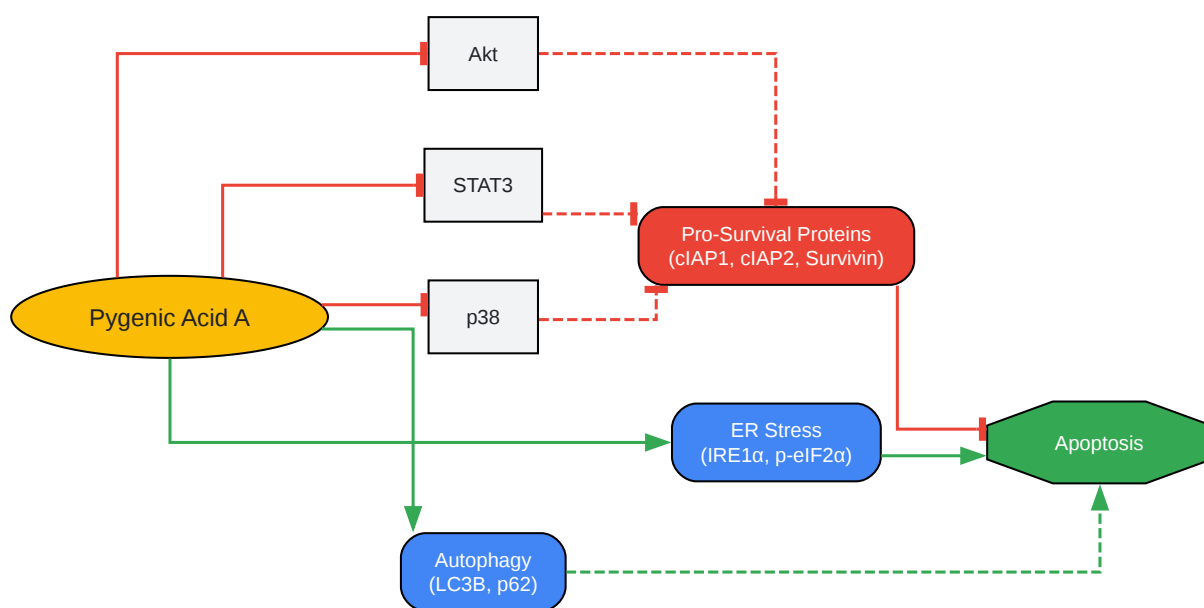 Akt
STAT3
Pro-Survival Proteins
(cIAP1, cIAP2, Survivin)
Pygenic Acid A
p38
ER Stress
(IRE1α, p-eIF2α)
Apoptosis
Autophagy
(LC3B, p62)